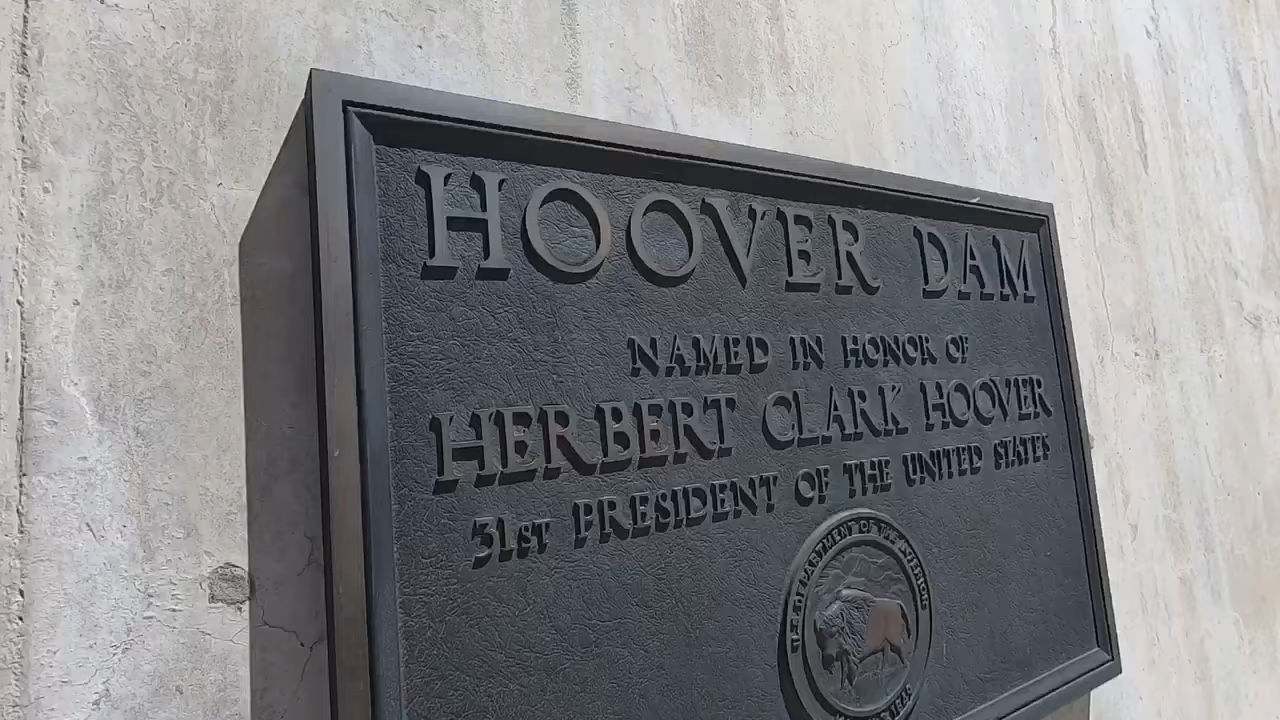 HOOVER DAM
NAMED IN HONOR OF
HERBERT CLARK HOOVER
31ST PRESIDENT OF THE UNITED STATES
U.S. DEPARTMENT OF THE INTERIOR